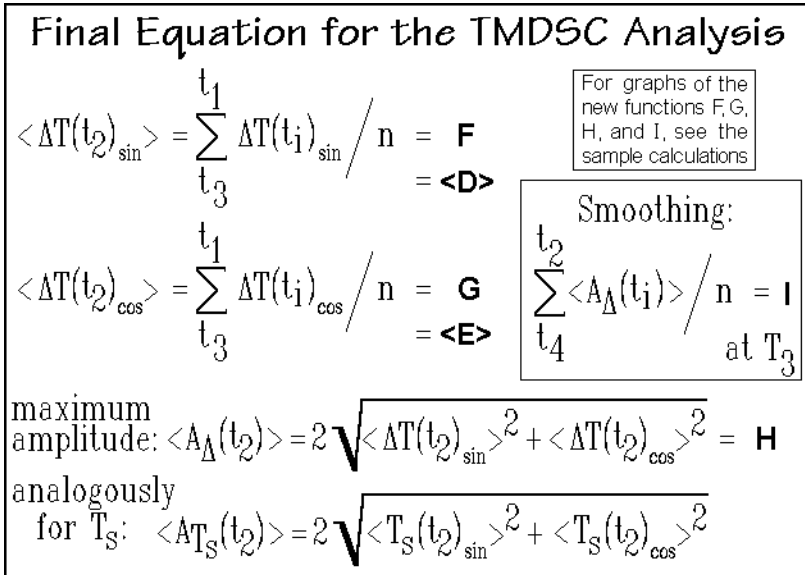 Final Equation for the TMDSC Analysis
For graphs of the
new functions F, G,
H, and I, see the
sample calculations
t1
<ΔT(t2)sin> = ∑ ΔT(ti)sin / n = F
t3
= <D>
t1
<ΔT(t2)cos> = ∑ ΔT(ti)cos / n = G
t3
= <E>
Smoothing:
t2
∑ <AΔ(ti)> / n = I
t4
at T3
maximum
amplitude: <AΔ(t2)> = 2 √<ΔT(t2)sin>² + <ΔT(t2)cos>² = H
analogously
for Ts: <ATs(t2)> = 2 √<Ts(t2)sin>² + <Ts(t2)cos>²